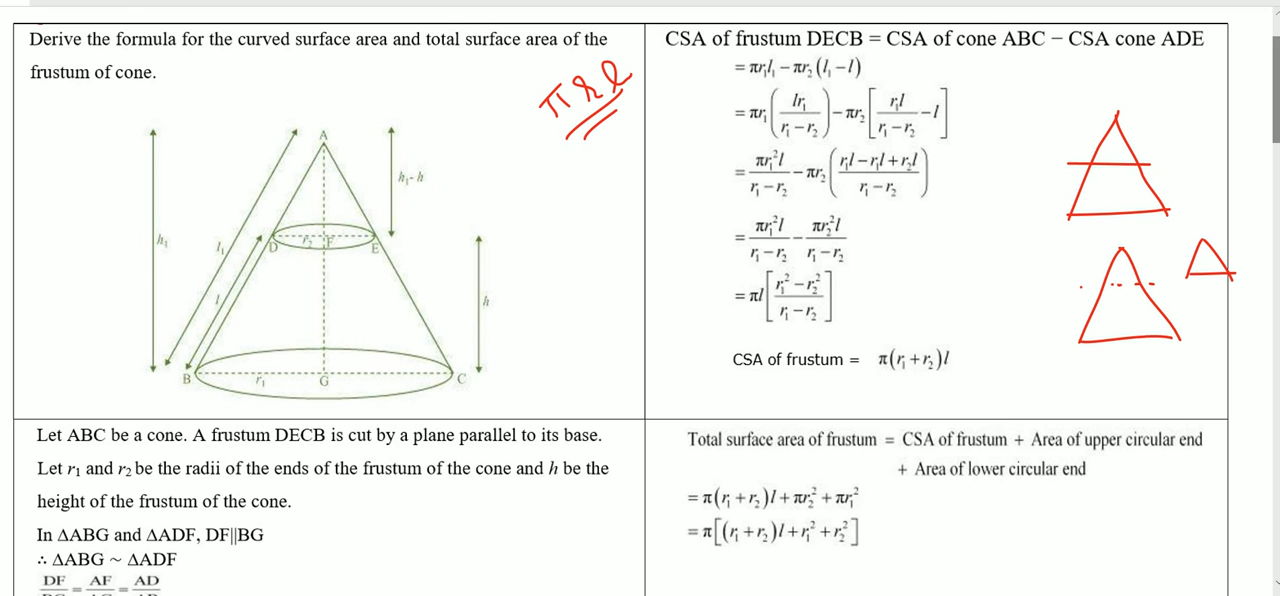 Derive the formula for the curved surface area and total surface area of the
frustum of cone.
πrl
A
h₁- h
h₁
l₁
r₂
F
D
E
l
h
B
r₁
G
C
Let ABC be a cone. A frustum DECB is cut by a plane parallel to its base.
Let r₁ and r₂ be the radii of the ends of the frustum of the cone and h be the
height of the frustum of the cone.
In ΔABG and ΔADF, DF||BG
∴ ΔABG ~ ΔADF
DF = AF = AD
CSA of frustum DECB = CSA of cone ABC − CSA cone ADE
= πr₁l₁ − πr₂(l₁ − l)
= πr₁(lr₁/(r₁ − r₂)) − πr₂[r₁l/(r₁ − r₂) − l]
= πr₁²l/(r₁ − r₂) − πr₂((r₁l − r₁l + r₂l)/(r₁ − r₂))
= πr₁²l/(r₁ − r₂) − πr₂²l/(r₁ − r₂)
= πl[(r₁² − r₂²)/(r₁ − r₂)]
CSA of frustum = π(r₁ + r₂)l
Total surface area of frustum = CSA of frustum + Area of upper circular end
+ Area of lower circular end
= π(r₁ + r₂)l + πr₂² + πr₁²
= π[(r₁ + r₂)l + r₁² + r₂²]